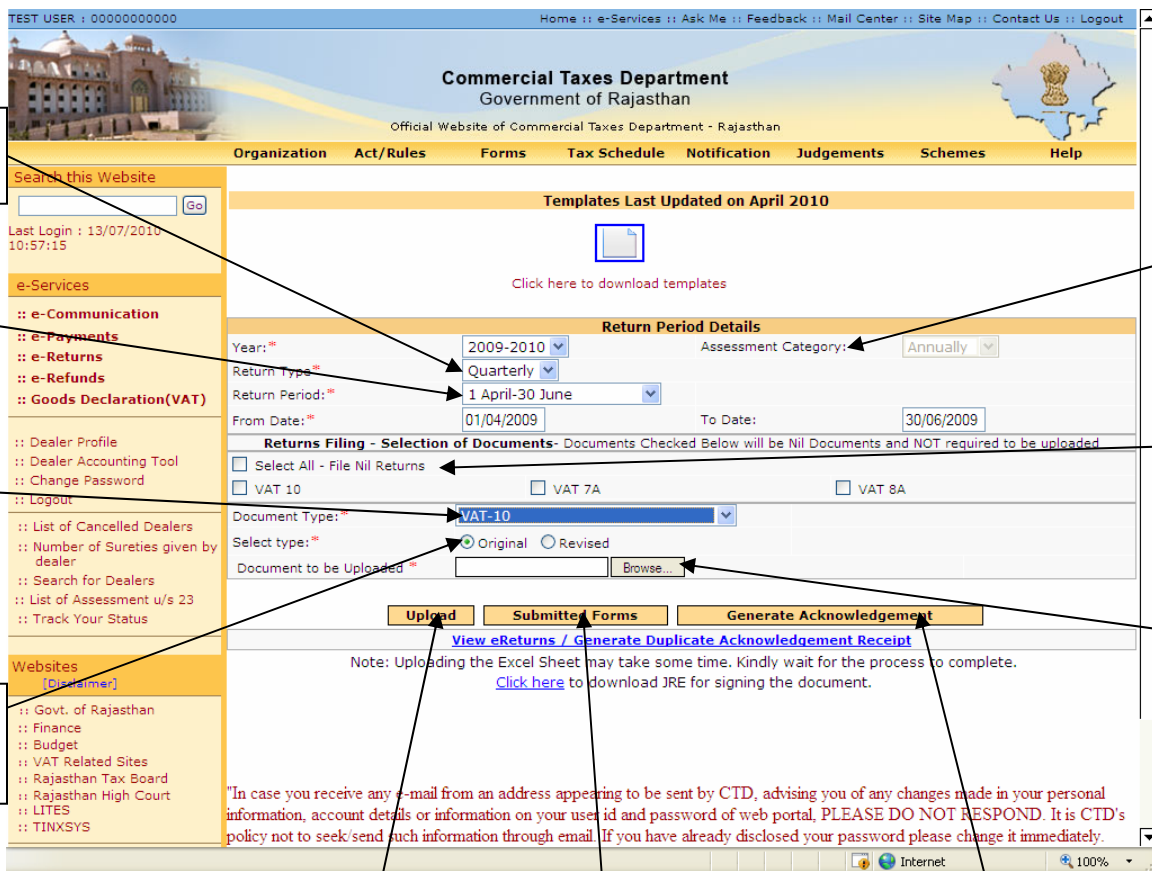 TEST USER : 00000000000
Home :: e-Services :: Ask Me :: Feedback :: Mail Center :: Site Map :: Contact Us :: Logout
Commercial Taxes Department
Government of Rajasthan
Official Website of Commercial Taxes Department - Rajasthan
Organization Act/Rules Forms Tax Schedule Notification Judgements Schemes Help
Search this Website
Go
Last Login : 13/07/2010
10:57:15
e-Services
:: e-Communication
:: e-Payments
:: e-Returns
:: e-Refunds
:: Goods Declaration(VAT)
:: Dealer Profile
:: Dealer Accounting Tool
:: Change Password
:: Logout
:: List of Cancelled Dealers
:: Number of Sureties given by
dealer
:: Search for Dealers
:: List of Assessment u/s 23
:: Track Your Status
Websites
[Disclaimer]
:: Govt. of Rajasthan
:: Finance
:: Budget
:: VAT Related Sites
:: Rajasthan Tax Board
:: Rajasthan High Court
:: LITES
:: TINXSYS
Templates Last Updated on April 2010
Click here to download templates
Return Period Details
Year:* 2009-2010 Assessment Category: Annually
Return Type* Quarterly
Return Period:* 1 April-30 June
From Date:* 01/04/2009 To Date: 30/06/2009
Returns Filing - Selection of Documents- Documents Checked Below will be Nil Documents and NOT required to be uploaded
Select All - File Nil Returns
VAT 10 VAT 7A VAT 8A
Document Type:* VAT-10
Select type:* Original Revised
Document to be Uploaded * Browse...
Upload Submitted Forms Generate Acknowledgement
View eReturns / Generate Duplicate Acknowledgement Receipt
Note: Uploading the Excel Sheet may take some time. Kindly wait for the process to complete.
Click here to download JRE for signing the document.
"In case you receive any e-mail from an address appearing to be sent by CTD, advising you of any changes made in your personal
information, account details or information on your user id and password of web portal, PLEASE DO NOT RESPOND. It is CTD's
policy not to seek/send such information through email. If you have already disclosed your password please change it immediately.
Internet 100%